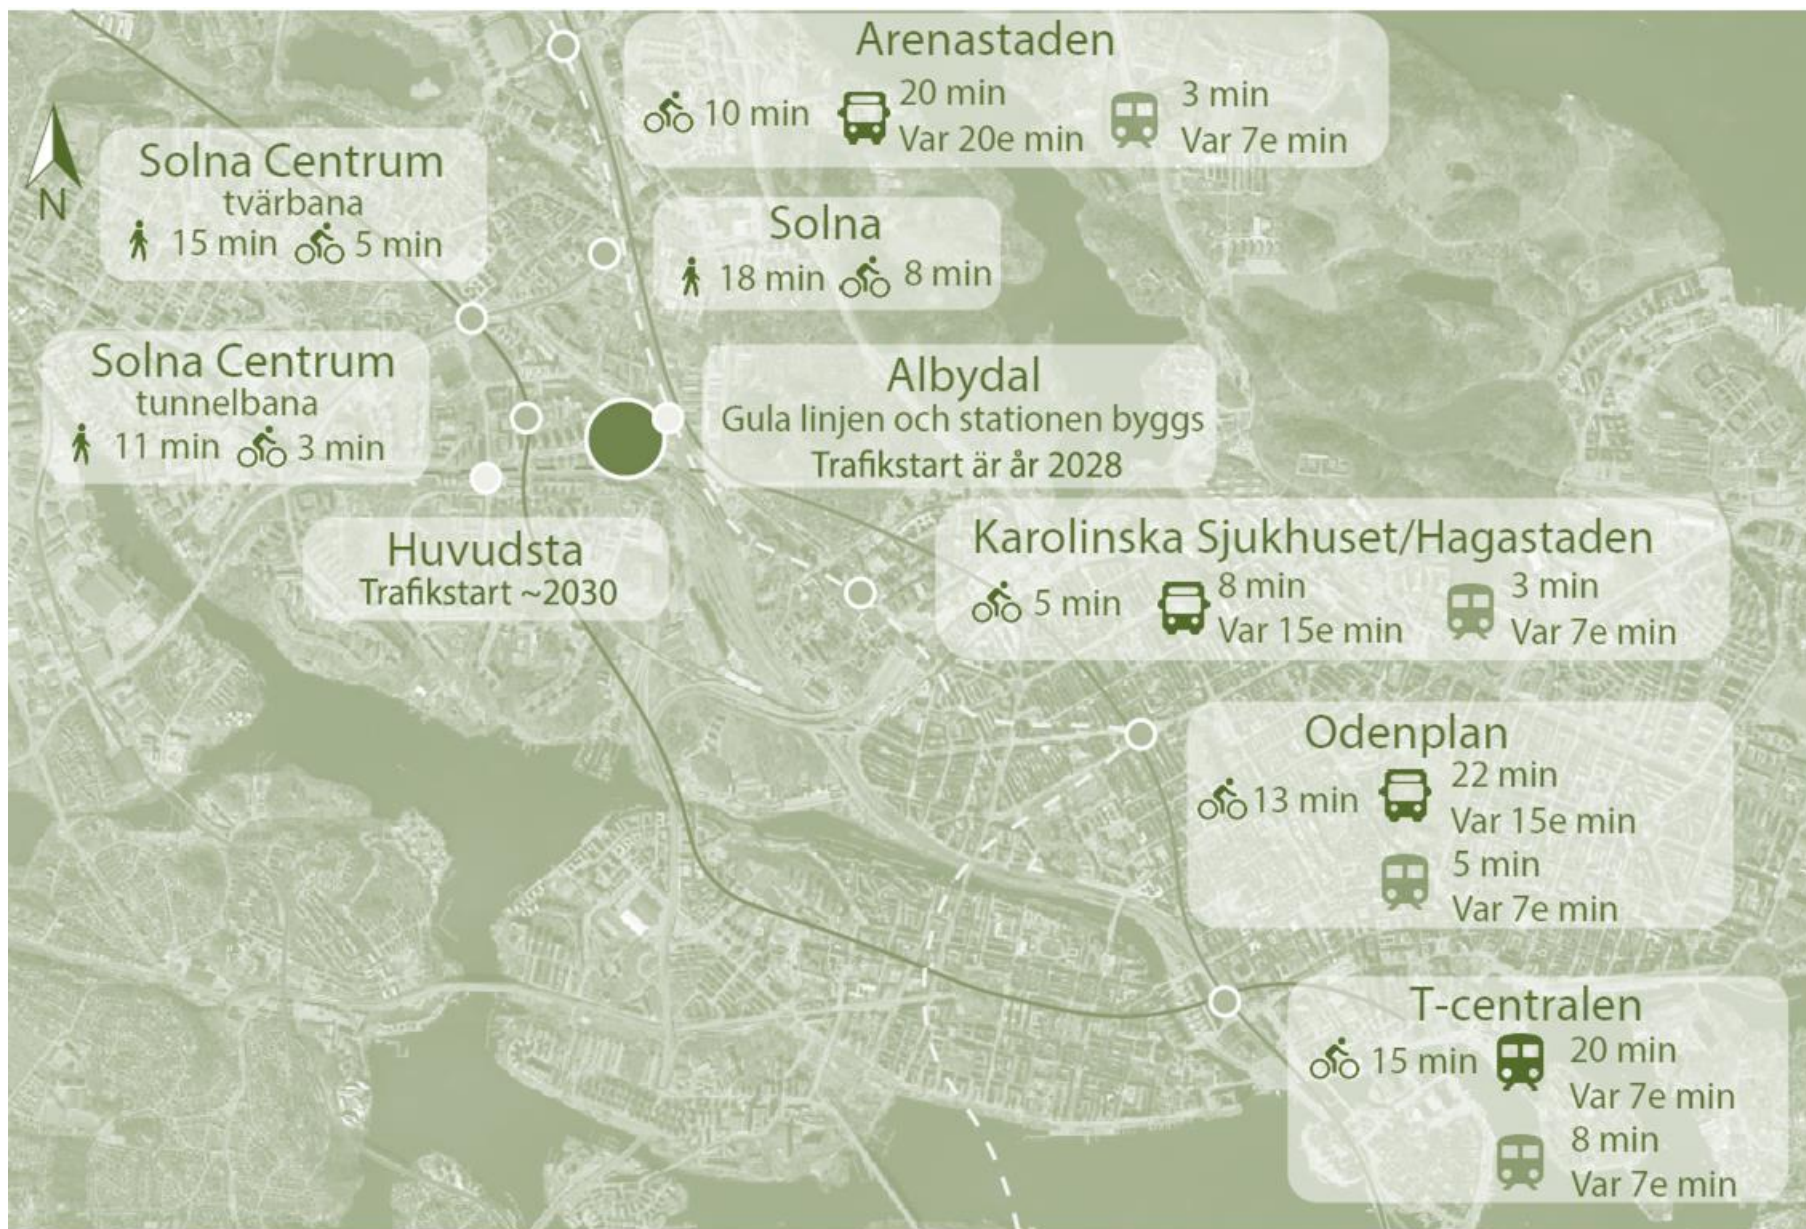 Arenastaden
10 min
20 min
Var 20e min
3 min
Var 7e min
N
Solna Centrum
tvärbana
15 min 5 min
Solna
18 min 8 min
Solna Centrum
tunnelbana
11 min 3 min
Albydal
Gula linjen och stationen byggs
Trafikstart är år 2028
Huvudsta
Trafikstart ~2030
Karolinska Sjukhuset/Hagastaden
5 min
8 min
Var 15e min
3 min
Var 7e min
Odenplan
13 min
22 min
Var 15e min
5 min
Var 7e min
T-centralen
15 min
20 min
Var 7e min
8 min
Var 7e min